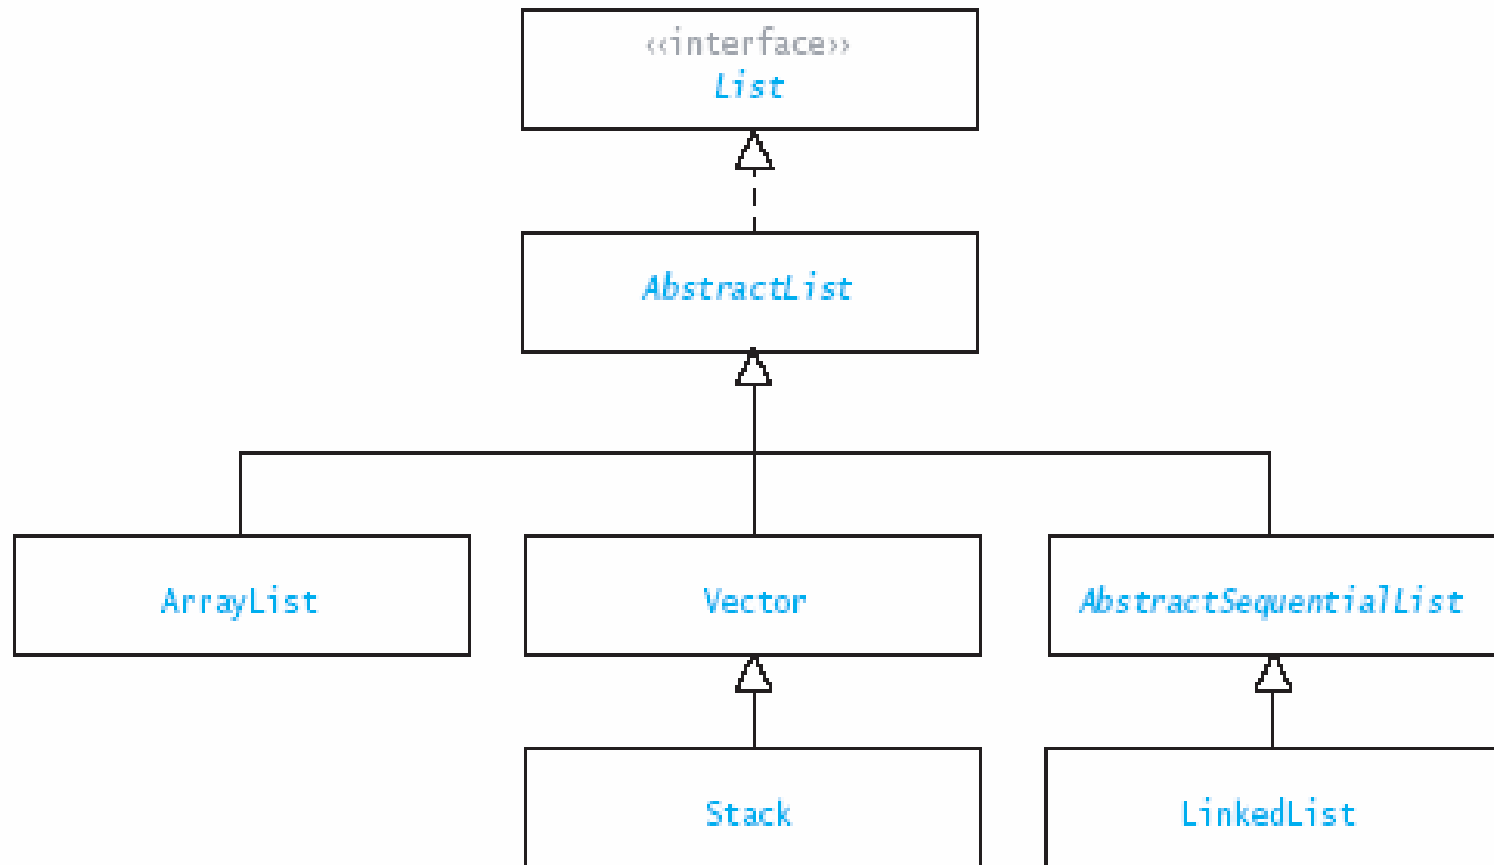 ‹‹interface››
List
AbstractList
ArrayList
Vector
AbstractSequentialList
Stack
LinkedList